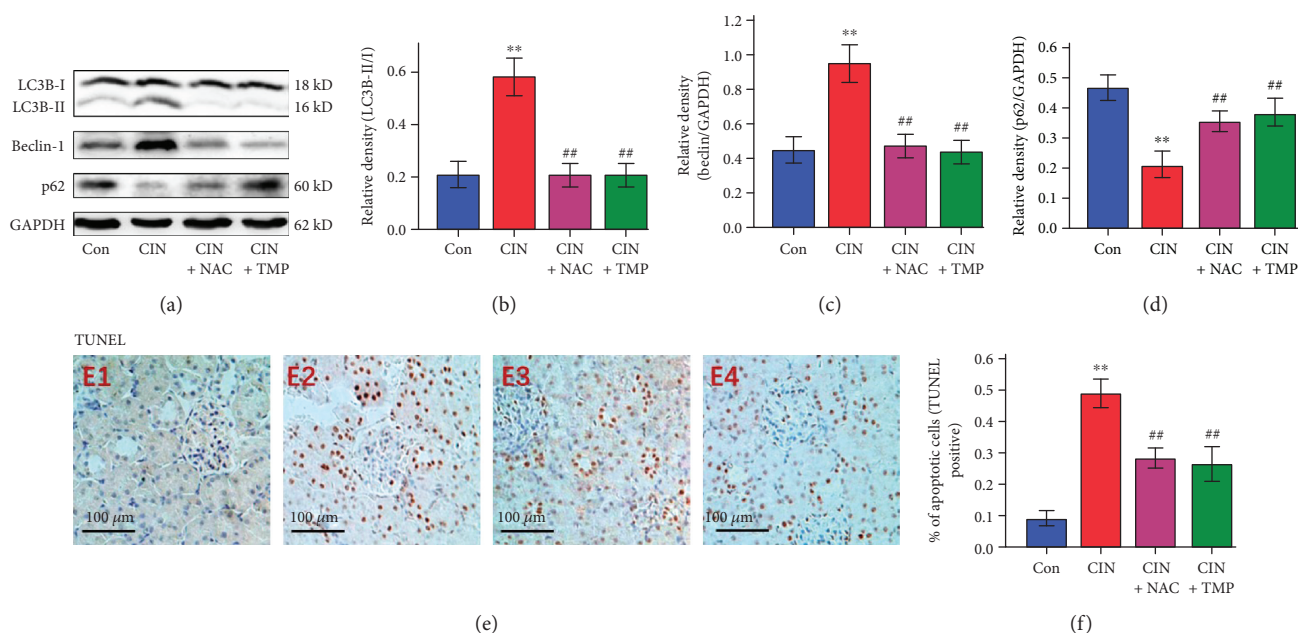 LC3B-I
LC3B-II
Beclin-1
p62
GAPDH
18 kD
16 kD
60 kD
62 kD
Con
CIN
CIN
+ NAC
CIN
+ TMP
(a)
Relative density (LC3B-II/I)
0.6
0.4
0.2
0.0
**
##
##
Con
CIN
CIN
+ NAC
CIN
+ TMP
(b)
Relative density
(beclin/GAPDH)
1.2
1.0
0.8
0.6
0.4
0.2
0.0
**
##
##
Con
CIN
CIN
+ NAC
CIN
+ TMP
(c)
Relative density (p62/GAPDH)
0.6
0.5
0.4
0.3
0.2
0.1
0.0
**
##
##
Con
CIN
CIN
+ NAC
CIN
+ TMP
(d)
TUNEL
E1
100 μm
E2
100 μm
E3
100 μm
E4
100 μm
(e)
% of apoptotic cells (TUNEL
positive)
0.6
0.5
0.4
0.3
0.2
0.1
0.0
**
##
##
Con
CIN
CIN
+ NAC
CIN
+ TMP
(f)